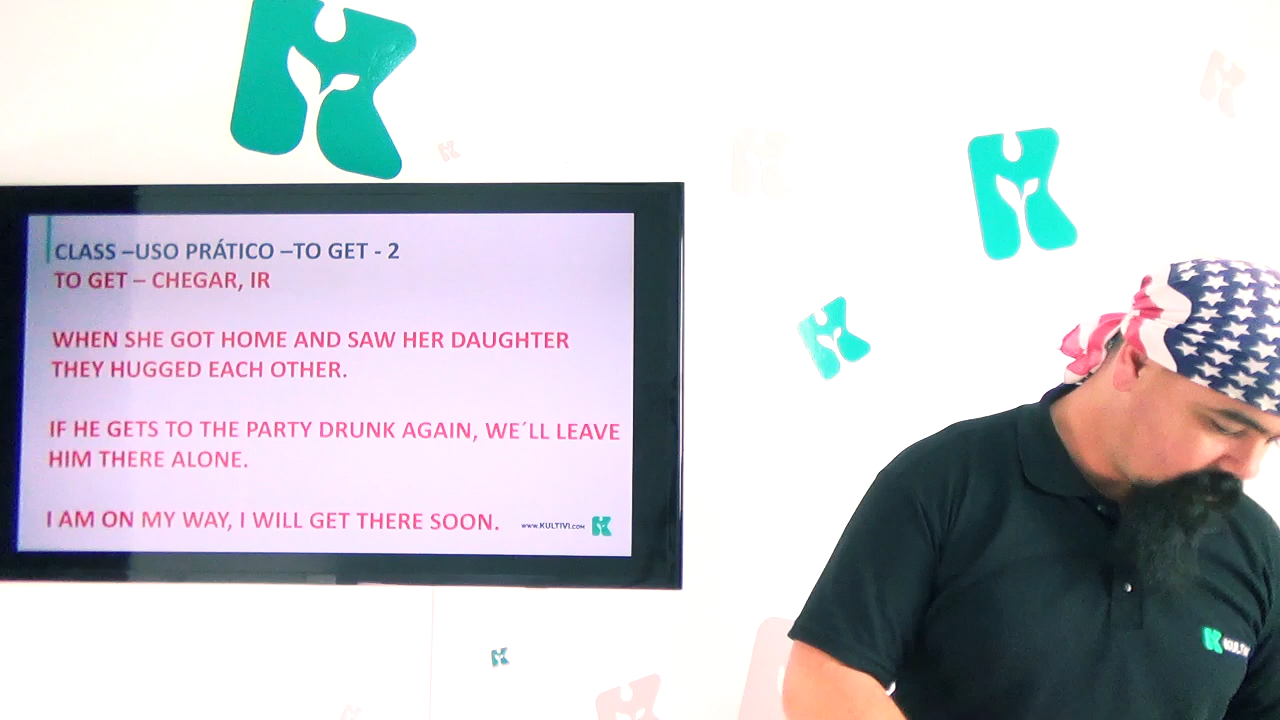 CLASS –USO PRÁTICO –TO GET - 2
TO GET – CHEGAR, IR
WHEN SHE GOT HOME AND SAW HER DAUGHTER
THEY HUGGED EACH OTHER.
IF HE GETS TO THE PARTY DRUNK AGAIN, WE´LL LEAVE
HIM THERE ALONE.
I AM ON MY WAY, I WILL GET THERE SOON.
WWW.KULTIVI.COM